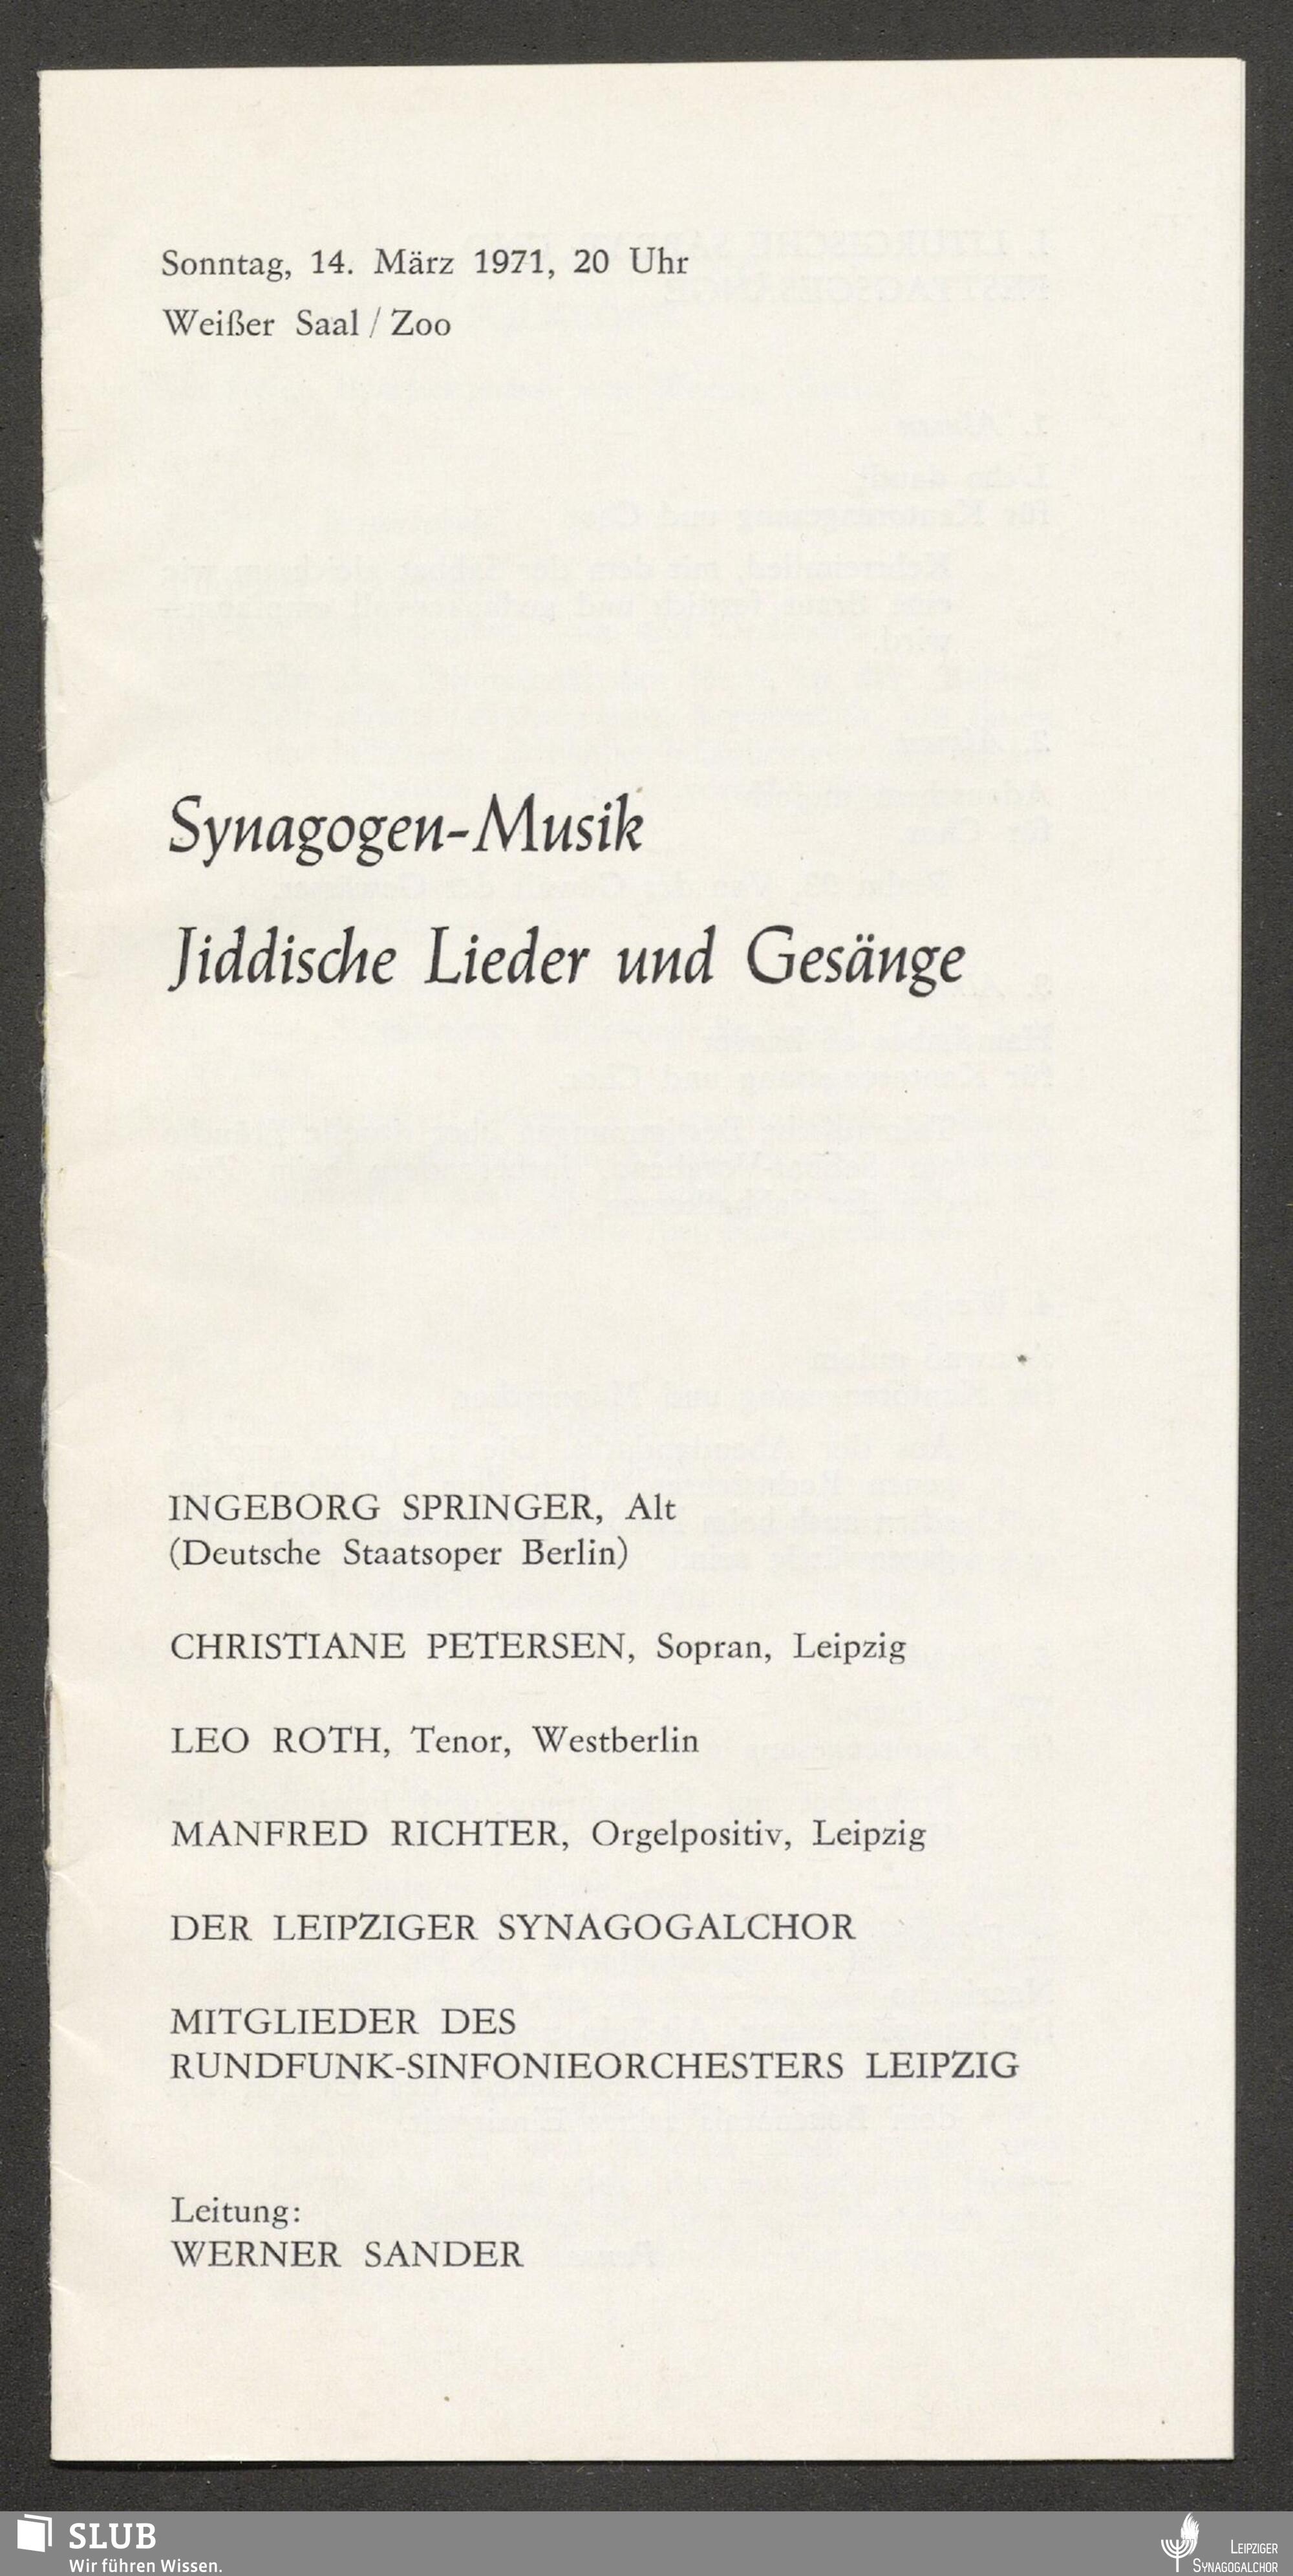 Sonntag, 14. März 1971, 20 Uhr
Weißer Saal / Zoo
Synagogen-Musik
Jiddische Lieder und Gesänge
INGEBORG SPRINGER, Alt
(Deutsche Staatsoper Berlin)
CHRISTIANE PETERSEN, Sopran, Leipzig
LEO ROTH, Tenor, Westberlin
MANFRED RICHTER, Orgelpositiv, Leipzig
DER LEIPZIGER SYNAGOGALCHOR
MITGLIEDER DES
RUNDFUNK-SINFONIEORCHESTERS LEIPZIG
Leitung:
WERNER SANDER
SLUB
Wir führen Wissen.
LEIPZIGER
SYNAGOGALCHOR